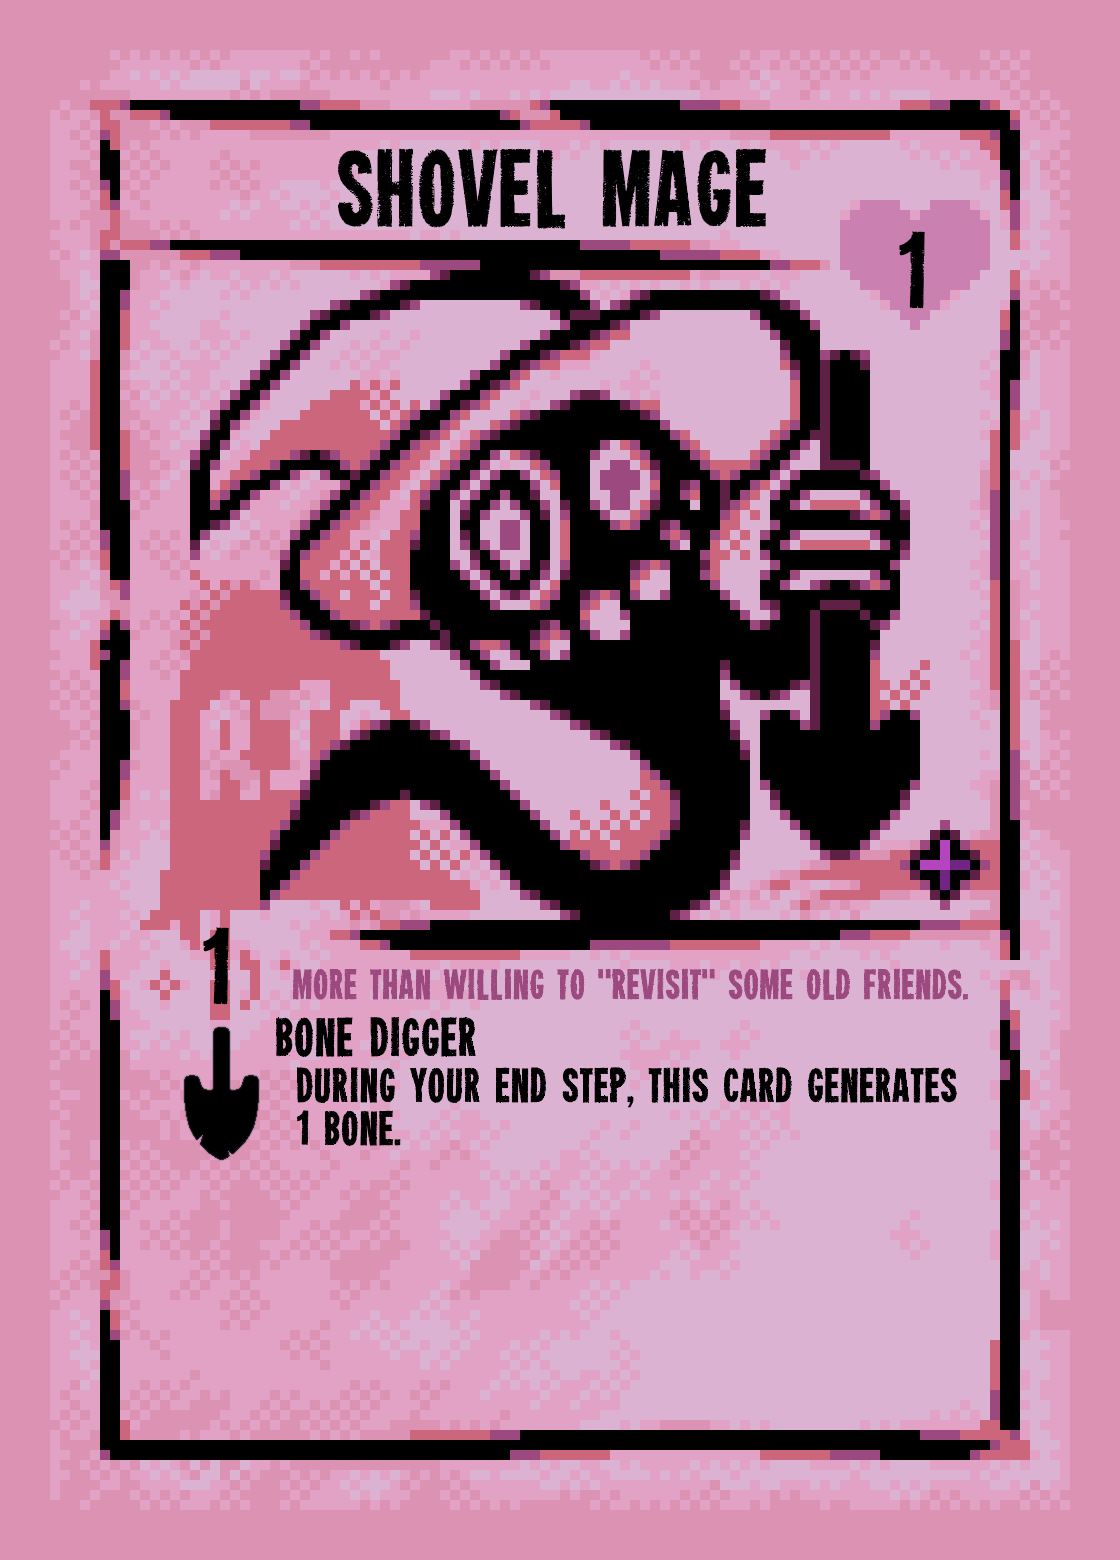 SHOVEL MAGE
1
RIP
1
MORE THAN WILLING TO "REVISIT" SOME OLD FRIENDS.
BONE DIGGER
DURING YOUR END STEP, THIS CARD GENERATES
1 BONE.